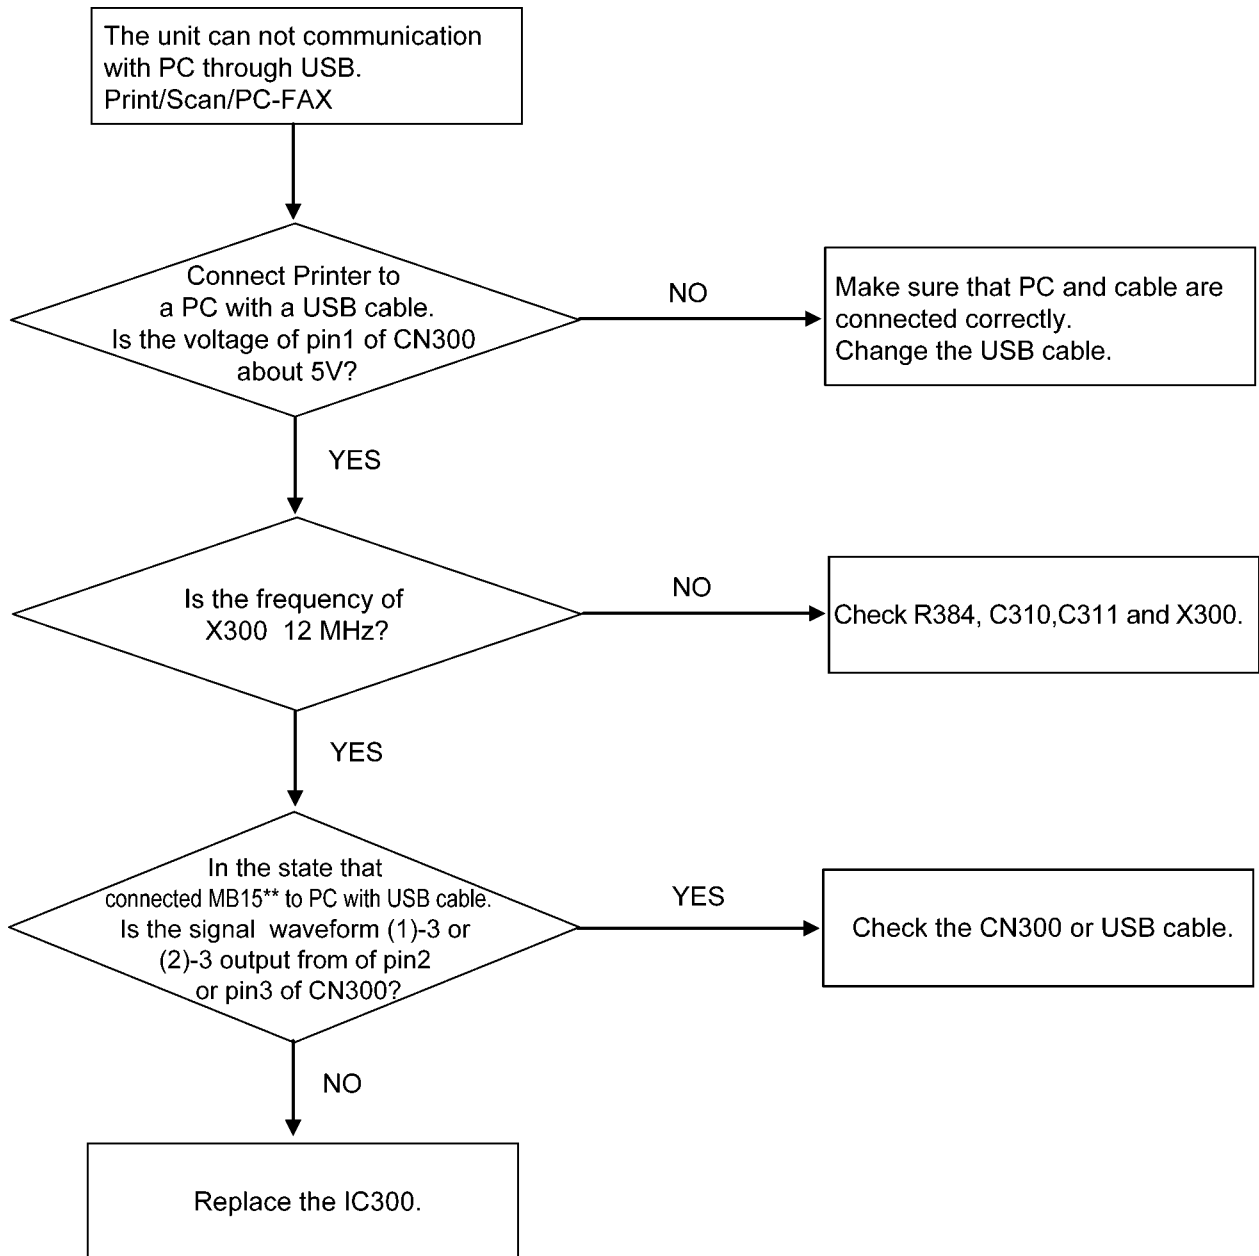 The unit can not communication
with PC through USB.
Print/Scan/PC-FAX
Connect Printer to
a PC with a USB cable.
Is the voltage of pin1 of CN300
about 5V?
NO
Make sure that PC and cable are
connected correctly.
Change the USB cable.
YES
Is the frequency of
X300 12 MHz?
NO
Check R384, C310,C311 and X300.
YES
In the state that
connected MB15** to PC with USB cable.
Is the signal waveform (1)-3 or
(2)-3 output from of pin2
or pin3 of CN300?
YES
Check the CN300 or USB cable.
NO
Replace the IC300.